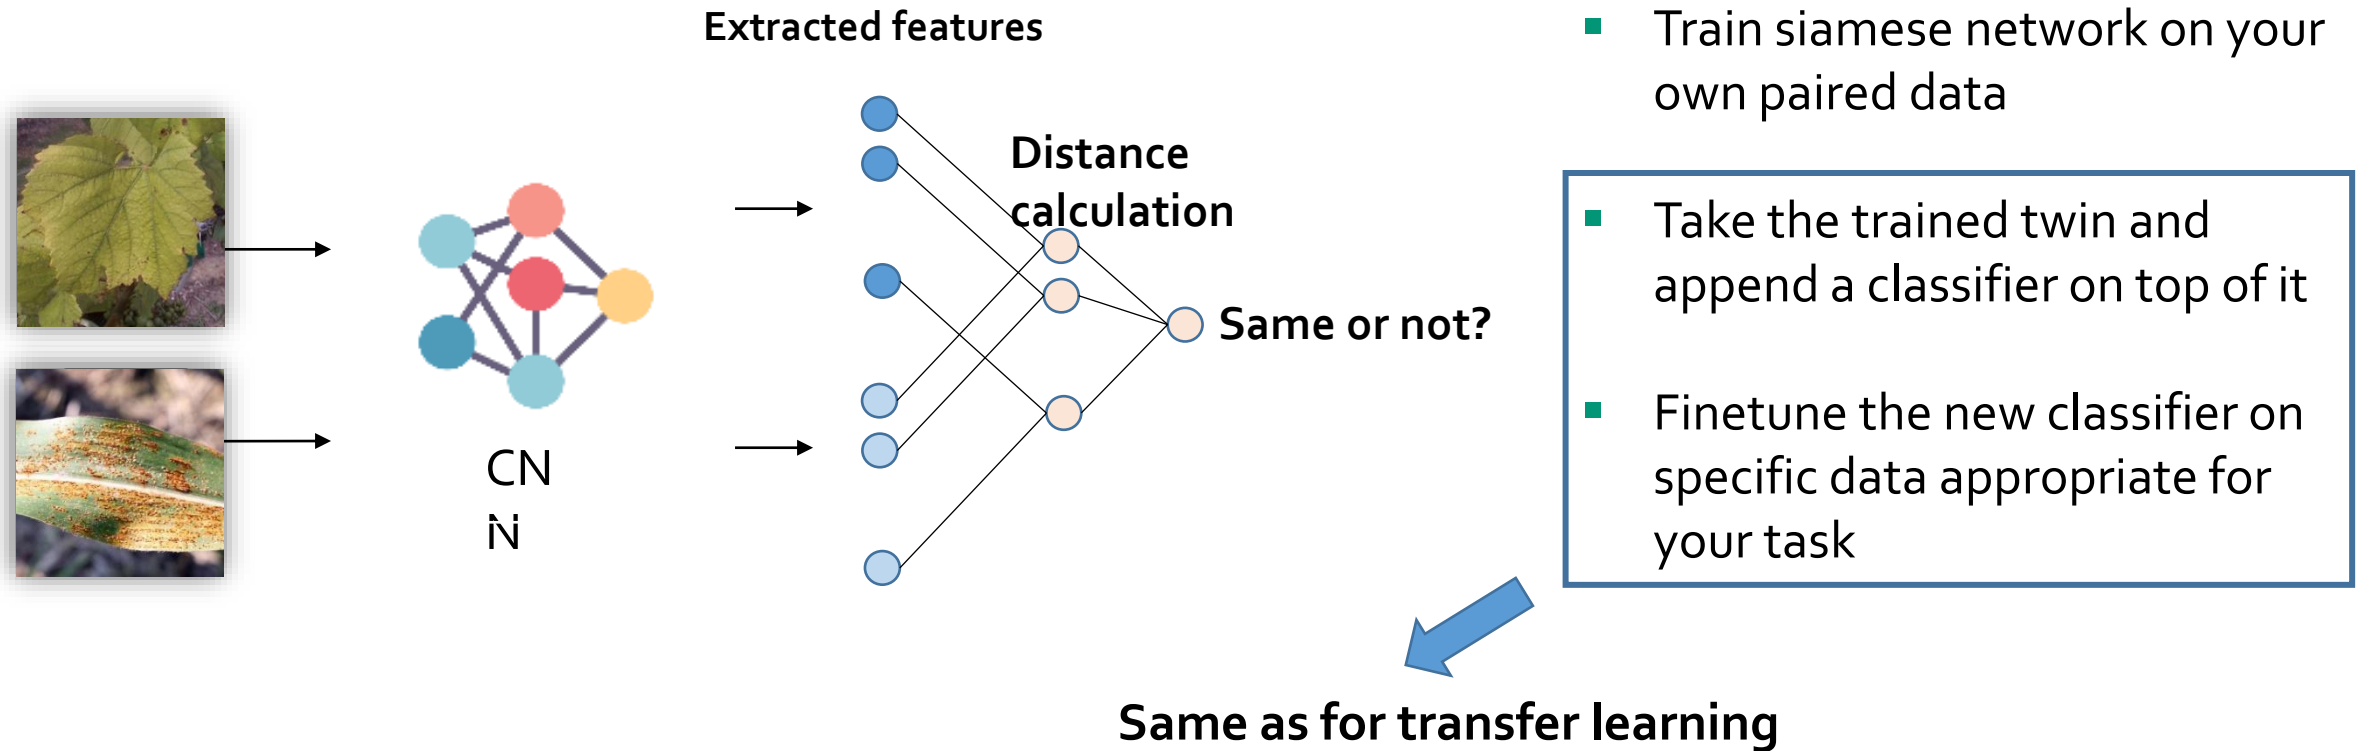 Extracted features
Distance
calculation
Same or not?
CN
N
Train siamese network on your
own paired data
Take the trained twin and
append a classifier on top of it
Finetune the new classifier on
specific data appropriate for
your task
Same as for transfer learning